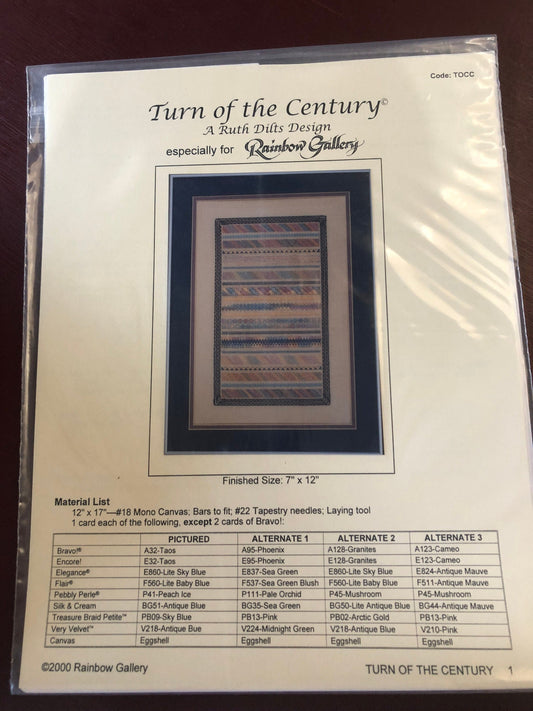 Code: TOCC
Turn of the Century©
A Ruth Dilts Design
especially for Rainbow Gallery
Finished Size: 7" x 12"
Material List
12" x 17"—#18 Mono Canvas; Bars to fit; #22 Tapestry needles; Laying tool
1 card each of the following, except 2 cards of Bravo!:
PICTURED ALTERNATE 1 ALTERNATE 2 ALTERNATE 3
Bravo!® A32-Taos A95-Phoenix A128-Granites A123-Cameo
Encore! E32-Taos E95-Phoenix E128-Granites E123-Cameo
Elegance® E860-Lite Sky Blue E837-Sea Green E860-Lite Sky Blue E824-Antique Mauve
Flair® F560-Lite Baby Blue F537-Sea Green Blush F560-Lite Baby Blue F511-Antique Mauve
Pebbly Perle® P41-Peach Ice P111-Pale Orchid P45-Mushroom P45-Mushroom
Silk & Cream BG51-Antique Blue BG35-Sea Green BG50-Lite Antique Blue BG44-Antique Mauve
Treasure Braid Petite™ PB09-Sky Blue PB13-Pink PB02-Arctic Gold PB13-Pink
Very Velvet™ V218-Antique Bue V224-Midnight Green V218-Antique Blue V210-Pink
Canvas Eggshell Eggshell Eggshell Eggshell
©2000 Rainbow Gallery TURN OF THE CENTURY 1